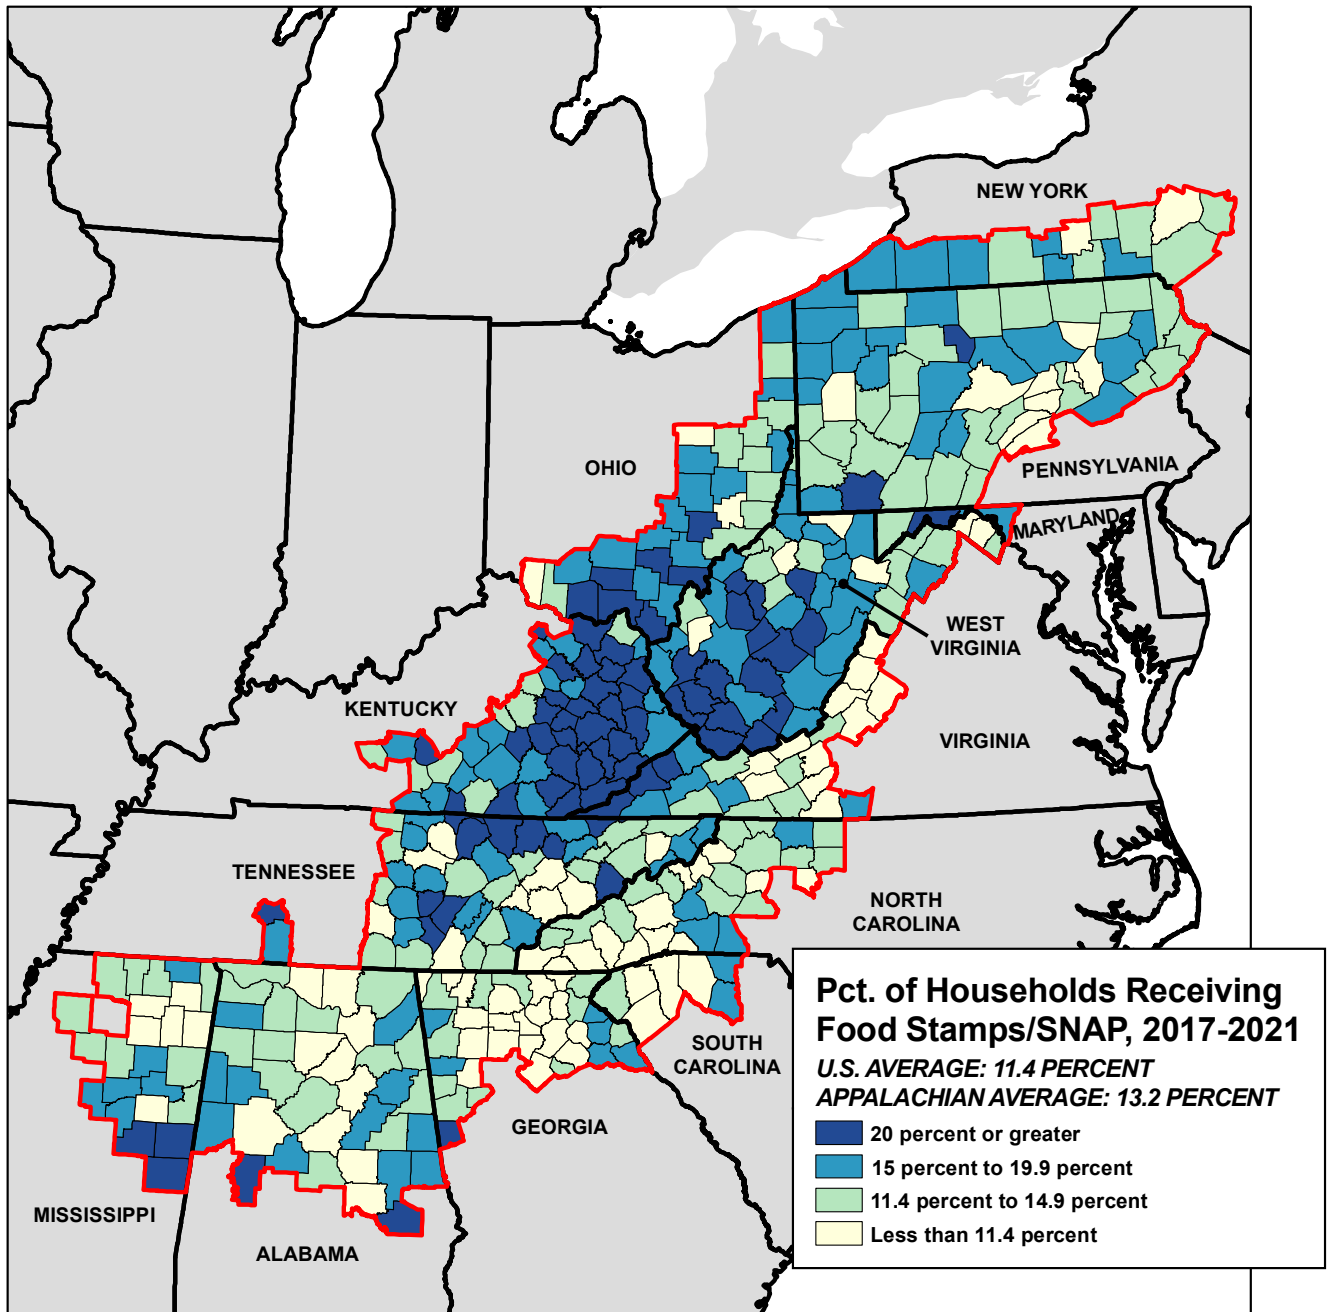 NEW YORK
OHIO
PENNSYLVANIA
MARYLAND
WEST
VIRGINIA
KENTUCKY
VIRGINIA
TENNESSEE
NORTH
CAROLINA
SOUTH
CAROLINA
GEORGIA
MISSISSIPPI
ALABAMA
Pct. of Households Receiving
Food Stamps/SNAP, 2017-2021
U.S. AVERAGE: 11.4 PERCENT
APPALACHIAN AVERAGE: 13.2 PERCENT
20 percent or greater
15 percent to 19.9 percent
11.4 percent to 14.9 percent
Less than 11.4 percent